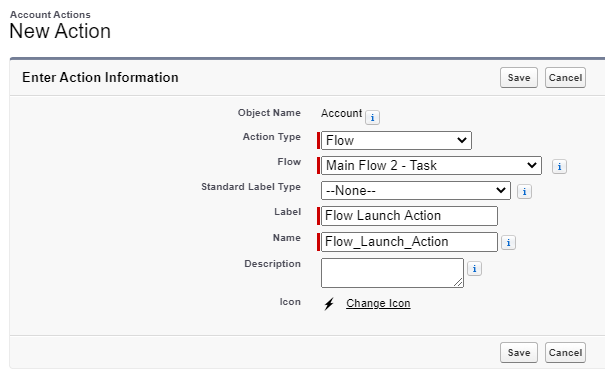 Account Actions
New Action
Enter Action Information
Save Cancel
Object Name Account i
Action Type Flow
Flow Main Flow 2 - Task i
Standard Label Type --None-- i
Label Flow Launch Action
Name Flow_Launch_Action i
Description i
Icon Change Icon
Save Cancel